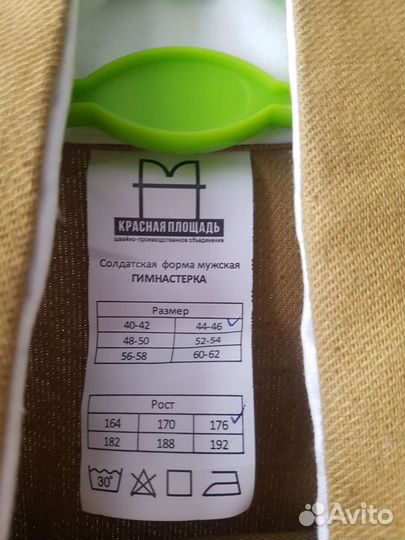 КРАСНАЯ ПЛОЩАДЬ
ШВЕЙНО-ПРОИЗВОДСТВЕННОЕ ОБЪЕДИНЕНИЕ
Солдатская форма мужская
ГИМНАСТЕРКА
Размер
40-42 44-46
48-50 52-54
56-58 60-62
Рост
164 170 176
182 188 192
30°
Avito